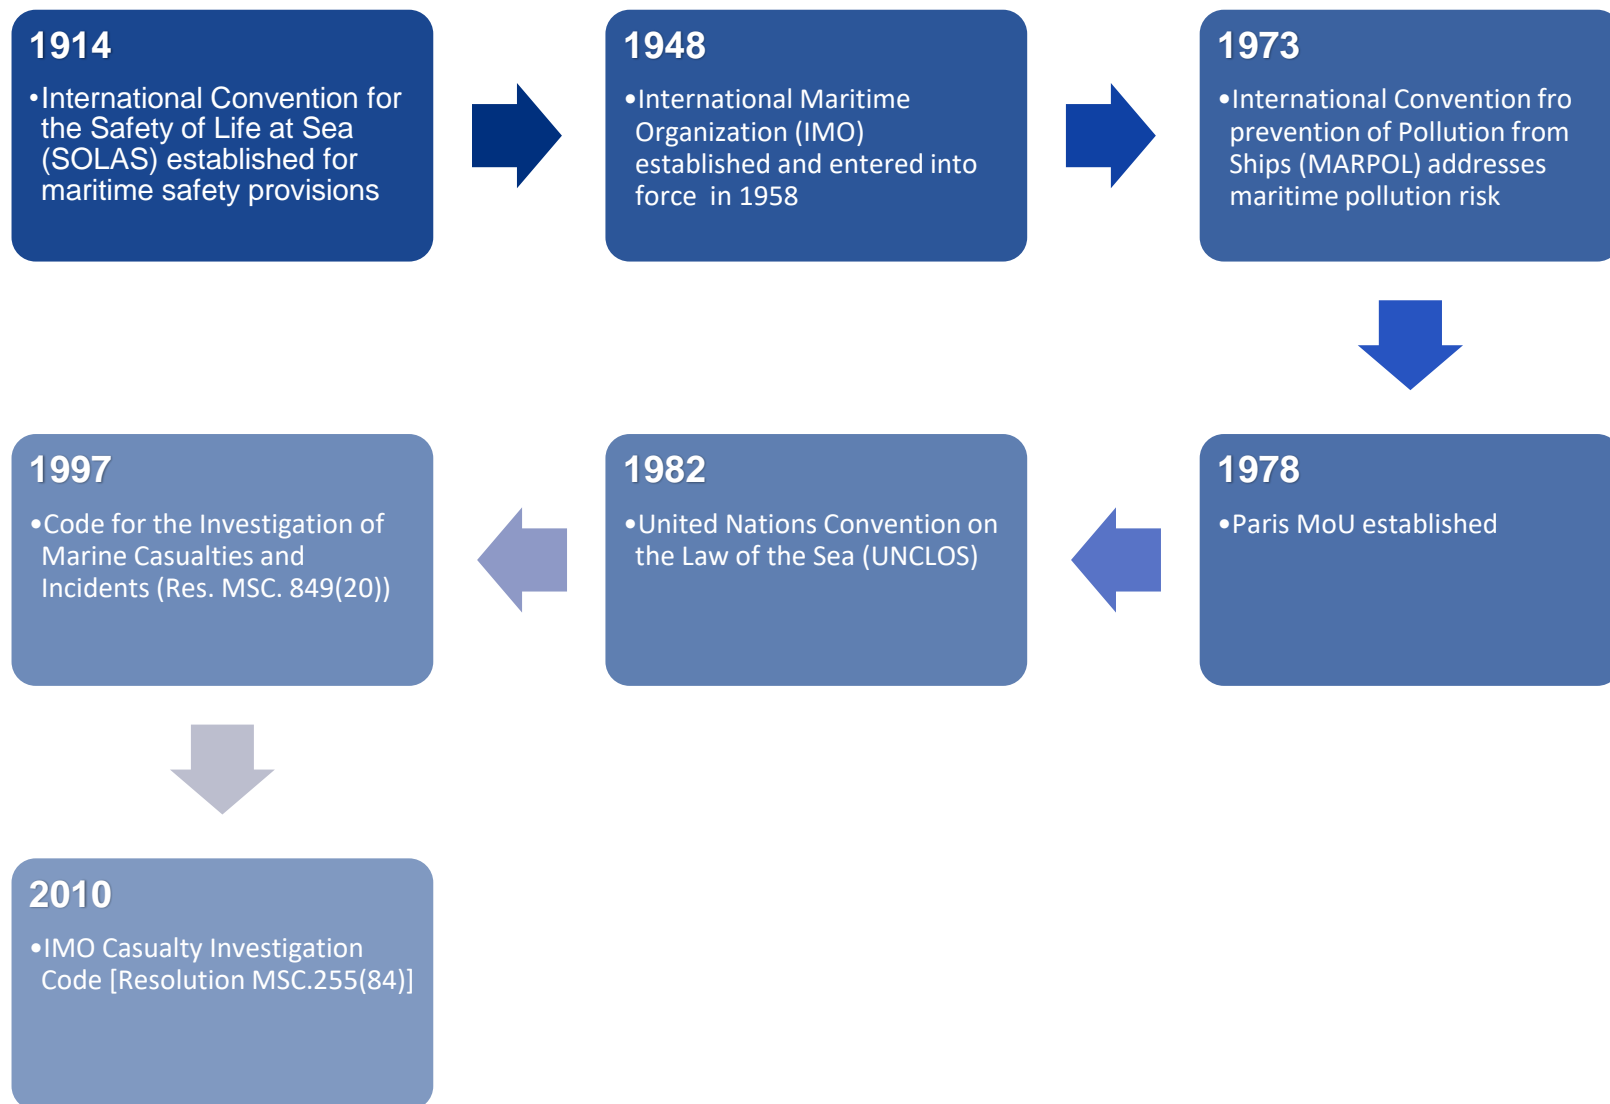 1914
•International Convention for
the Safety of Life at Sea
(SOLAS) established for
maritime safety provisions
1948
•International Maritime
Organization (IMO)
established and entered into
force  in 1958
1973
•International Convention fro
prevention of Pollution from
Ships (MARPOL) addresses
maritime pollution risk
1978
•Paris MoU established
1982
•United Nations Convention on
the Law of the Sea (UNCLOS)
1997
•Code for the Investigation of
Marine Casualties and
Incidents (Res. MSC. 849(20))
2010
•IMO Casualty Investigation
Code [Resolution MSC.255(84)]